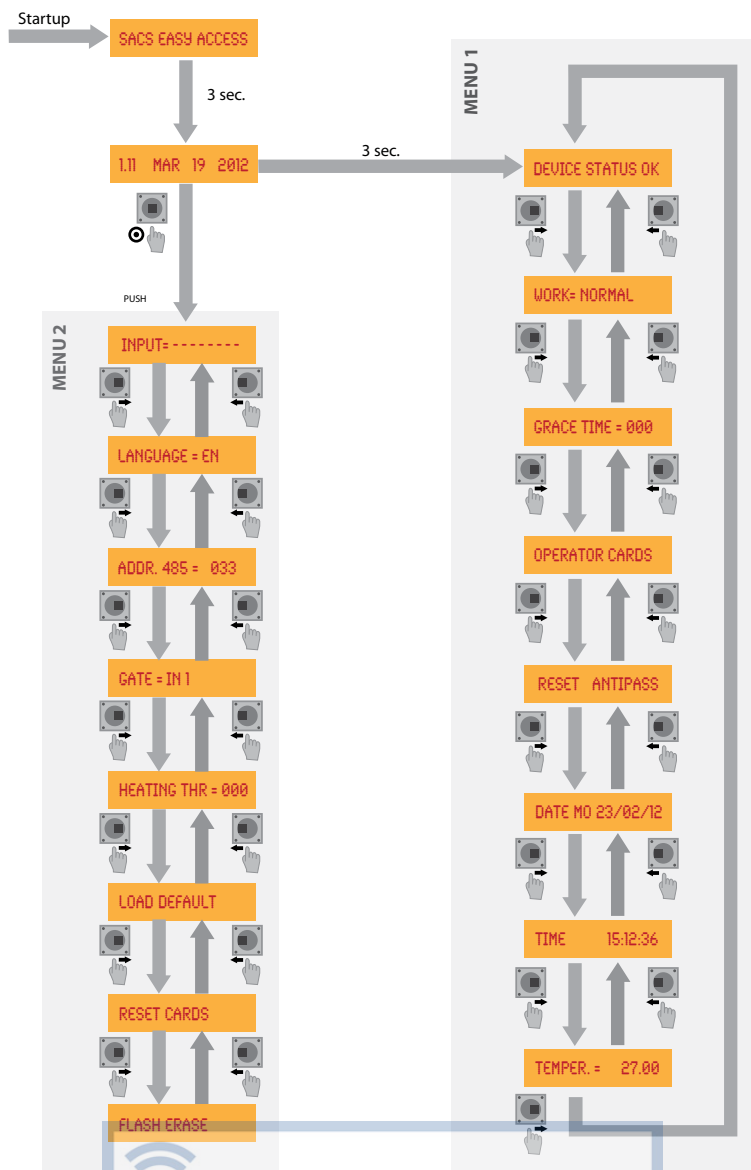 Startup
SACS EASY ACCESS
3 sec.
1.11 MAR 19 2012
3 sec.
PUSH
MENU 2
INPUT= - - - - - - - -
LANGUAGE = EN
ADDR. 485 = 033
GATE = IN 1
HEATING THR = 000
LOAD DEFAULT
RESET CARDS
FLASH ERASE
MENU 1
DEVICE STATUS OK
WORK= NORMAL
GRACE TIME = 000
OPERATOR CARDS
RESET ANTIPASS
DATE MO 23/02/12
TIME 15:12:36
TEMPER. = 27.00